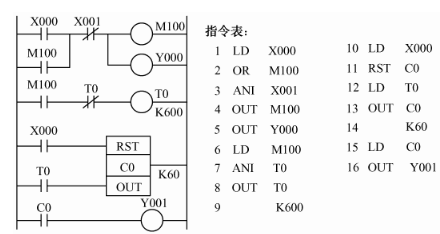 X000 X001 M100
M100 Y000
M100 T0 T0
K600
X000
RST
C0 K60
T0 OUT
C0 Y001
指令表:
1 LD X000
2 OR M100
3 ANI X001
4 OUT M100
5 OUT Y000
6 LD M100
7 ANI T0
8 OUT T0
9 K600
10 LD X000
11 RST C0
12 LD T0
13 OUT C0
14 K60
15 LD C0
16 OUT Y001